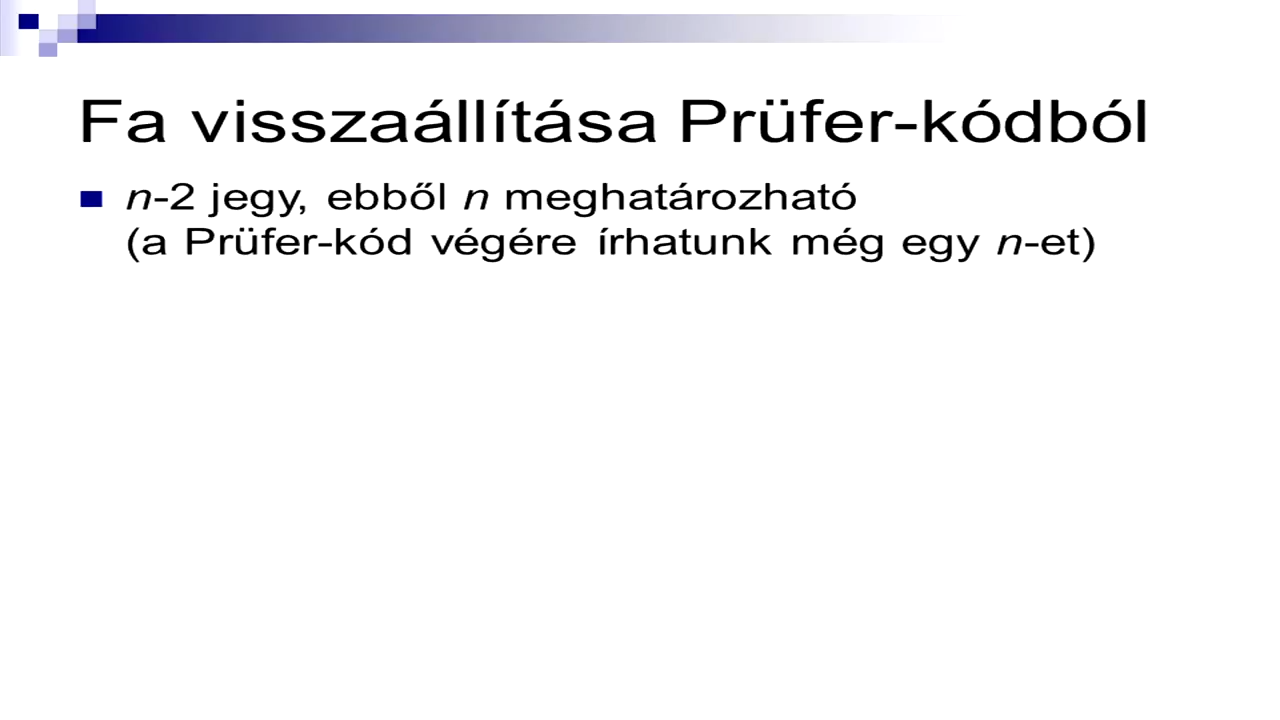 Fa visszaállítása Prüfer-kódból
n-2 jegy, ebből n meghatározható
(a Prüfer-kód végére írhatunk még egy n-et)